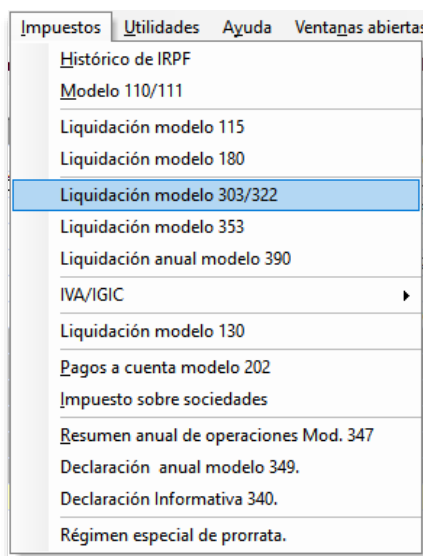 Impuestos Utilidades Ayuda Ventanas abiertas
Histórico de IRPF
Modelo 110/111
Liquidación modelo 115
Liquidación modelo 180
Liquidación modelo 303/322
Liquidación modelo 353
Liquidación anual modelo 390
IVA/IGIC
Liquidación modelo 130
Pagos a cuenta modelo 202
Impuesto sobre sociedades
Resumen anual de operaciones Mod. 347
Declaración  anual modelo 349.
Declaración Informativa 340.
Régimen especial de prorrata.